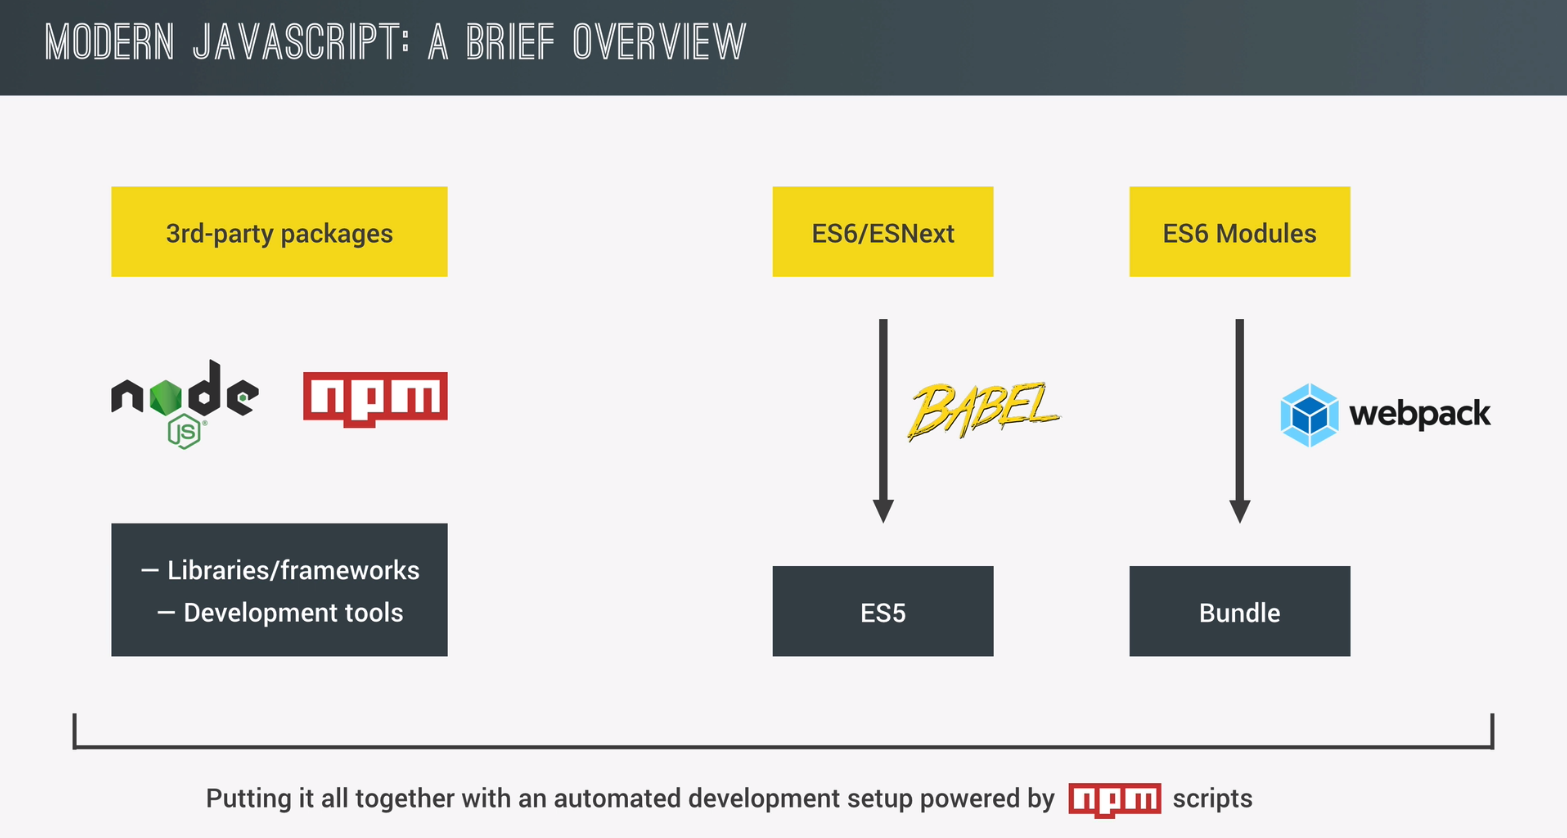 MODERN JAVASCRIPT: A BRIEF OVERVIEW
3rd-party packages
node
JS
npm
— Libraries/frameworks
— Development tools
ES6/ESNext
BABEL
ES5
ES6 Modules
webpack
Bundle
Putting it all together with an automated development setup powered by npm scripts